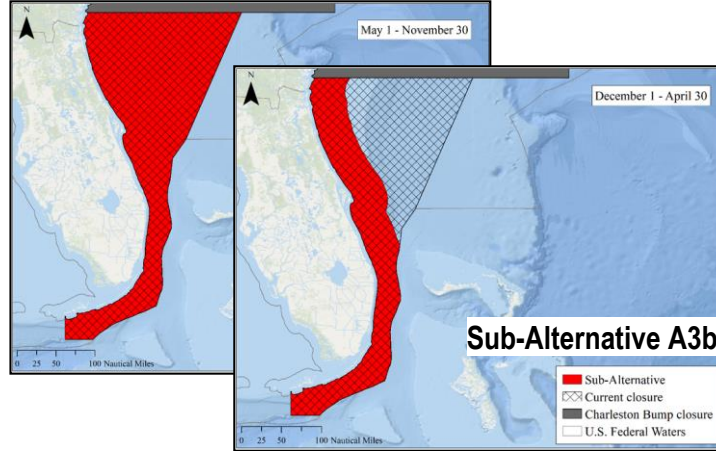 N
May 1 - November 30
0 25 50 100 Nautical Miles
N
December 1 - April 30
0 25 50 100 Nautical Miles
Sub-Alternative A3b
Sub-Alternative
Current closure
Charleston Bump closure
U.S. Federal Waters